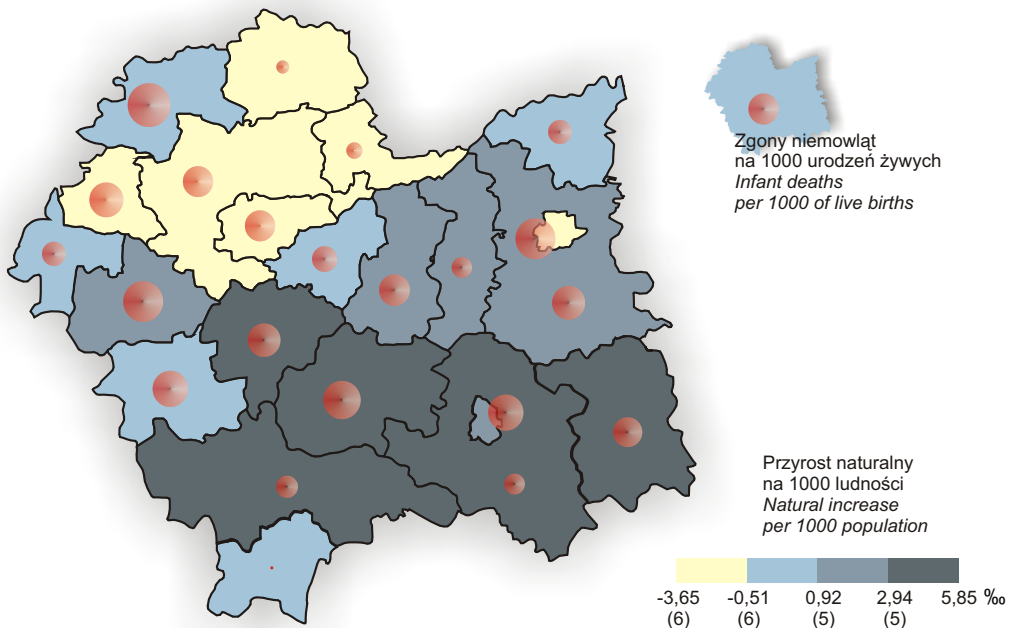 Zgony niemowląt
na 1000 urodzeń żywych
Infant deaths
per 1000 of live births
Przyrost naturalny
na 1000 ludności
Natural increase
per 1000 population
-3,65 -0,51 0,92 2,94 5,85 ‰
(6) (6) (5) (5)